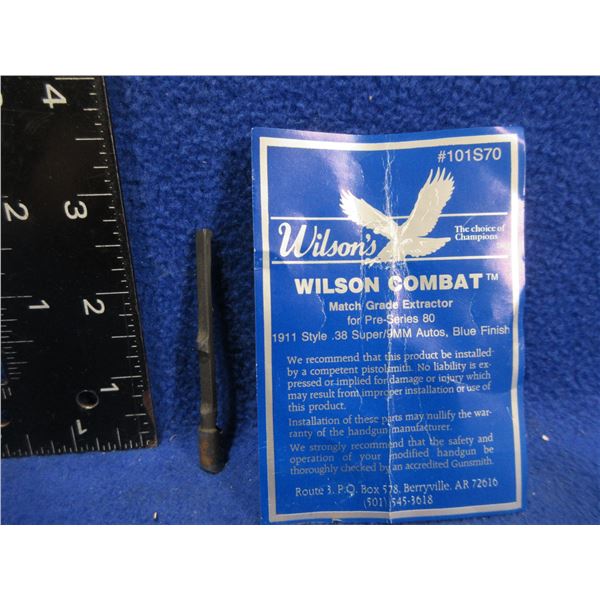 4
3
2
2
1
1
#101S70
Wilson's
The choice of
Champions
WILSON COMBAT™
Match Grade Extractor
for Pre-Series 80
1911 Style .38 Super/9MM Autos, Blue Finish
We recommend that this product be installed
by a competent pistolsmith. No liability is ex-
pressed or implied for damage or injury which
may result from improper installation or use of
this product.
Installation of these parts may nullify the war-
ranty of the handgun manufacturer.
We strongly recommend that the safety and
operation of your modified handgun be
thoroughly checked by an accredited Gunsmith.
Route 3, P.O. Box 578, Berryville, AR 72616
(501) 545-3618